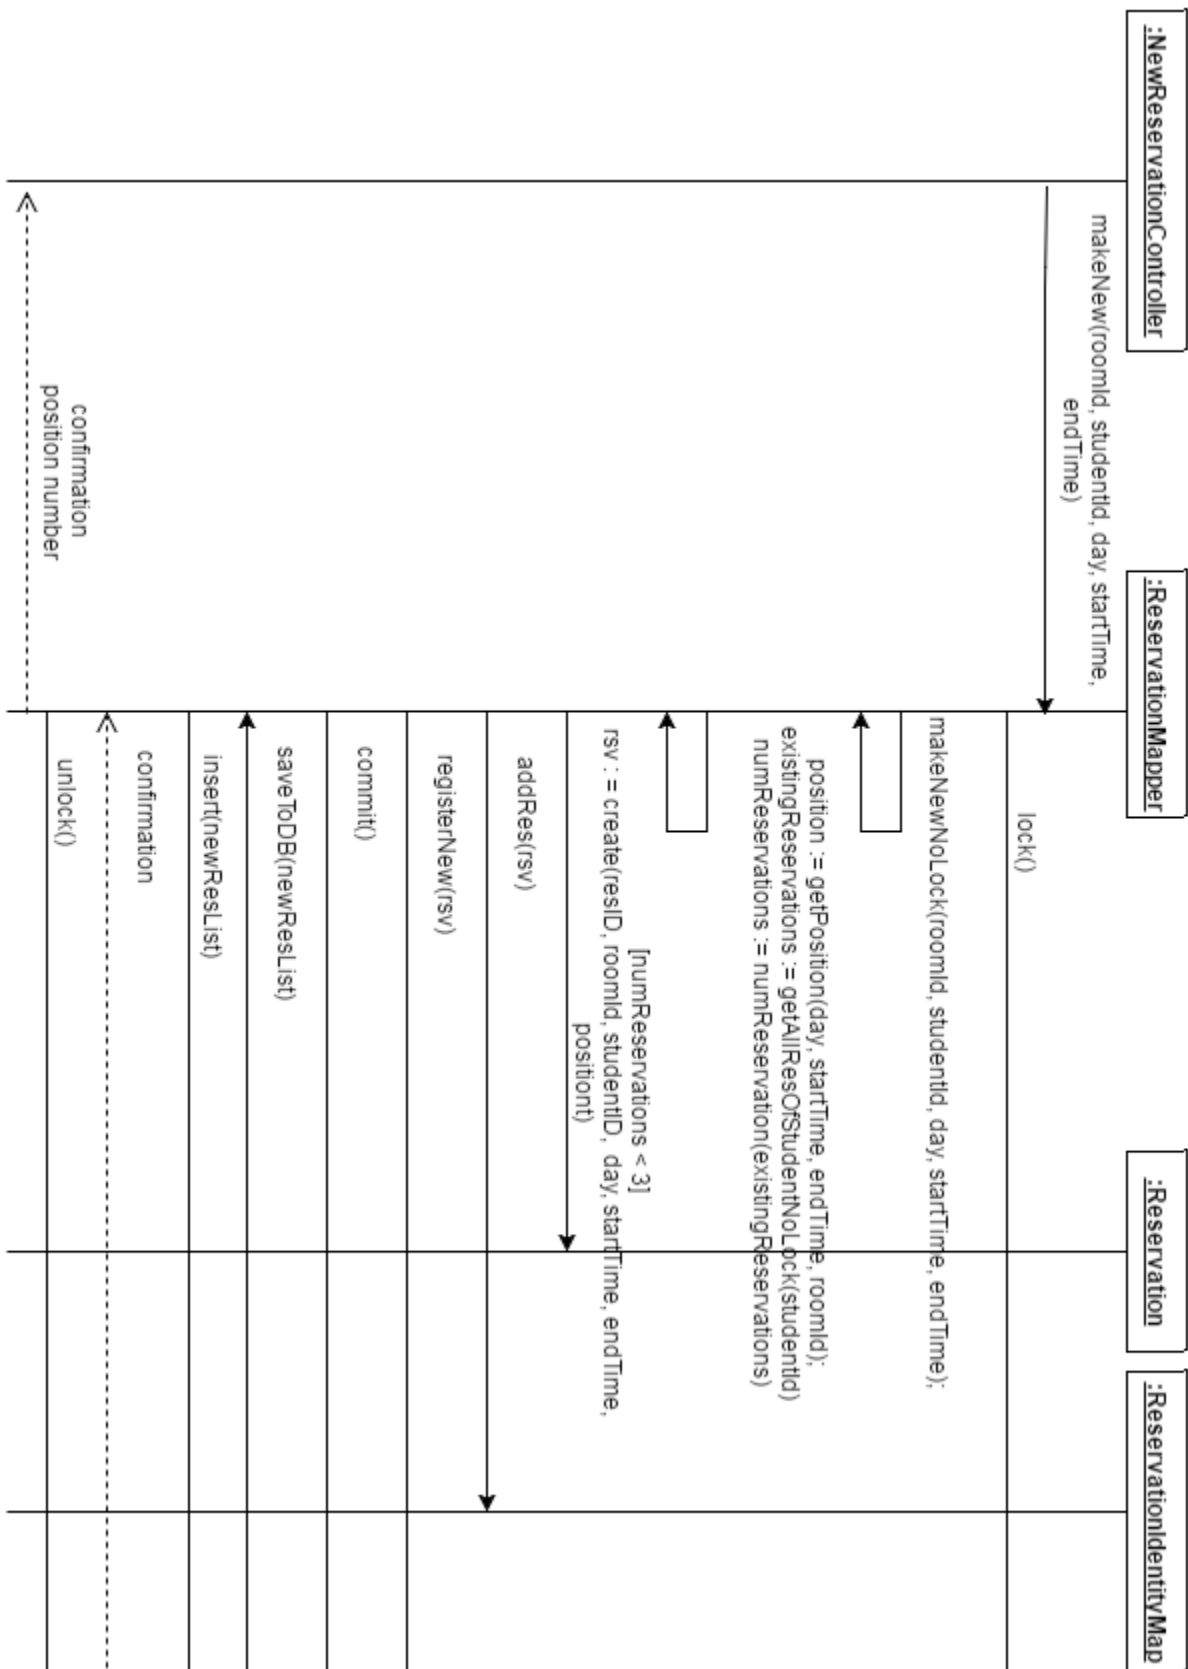 :NewReservationController
:ReservationMapper
:Reservation
:ReservationIdentityMap
makeNew(roomId, studentId, day, startTime,
endTime)
lock()
makeNewNoLock(roomId, studentId, day, startTime, endTime);
position := getPosition(day, startTime, endTime, roomId);
existingReservations := getAllResOfStudentNoLock(studentId)
numReservations := numReservation(existingReservations)
[numReservations < 3]
rsv : = create(resID, roomId, studentID, day, startTime, endTime,
positiont)
addRes(rsv)
registerNew(rsv)
commit()
saveToDB(newResList)
insert(newResList)
confirmation
unlock()
confirmation
position number